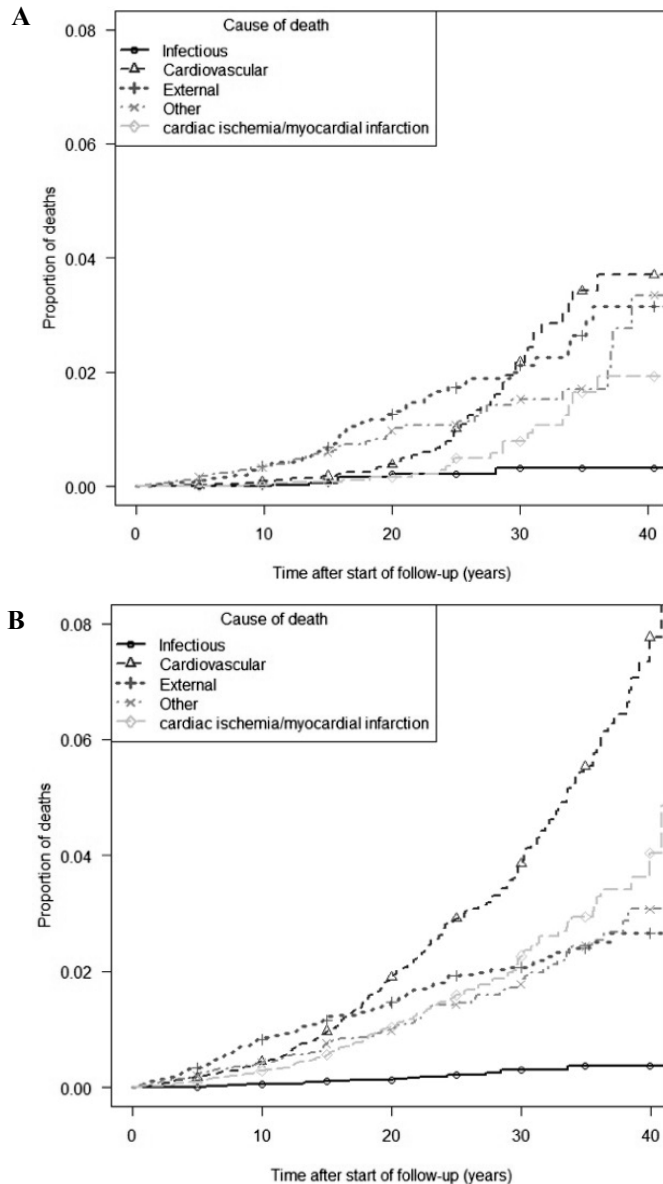 A
Cause of death
Infectious
Cardiovascular
External
Other
cardiac ischemia/myocardial infarction
Proportion of deaths
0.08
0.06
0.04
0.02
0.00
0 10 20 30 40
Time after start of follow-up (years)
B
Cause of death
Infectious
Cardiovascular
External
Other
cardiac ischemia/myocardial infarction
Proportion of deaths
0.08
0.06
0.04
0.02
0.00
0 10 20 30 40
Time after start of follow-up (years)